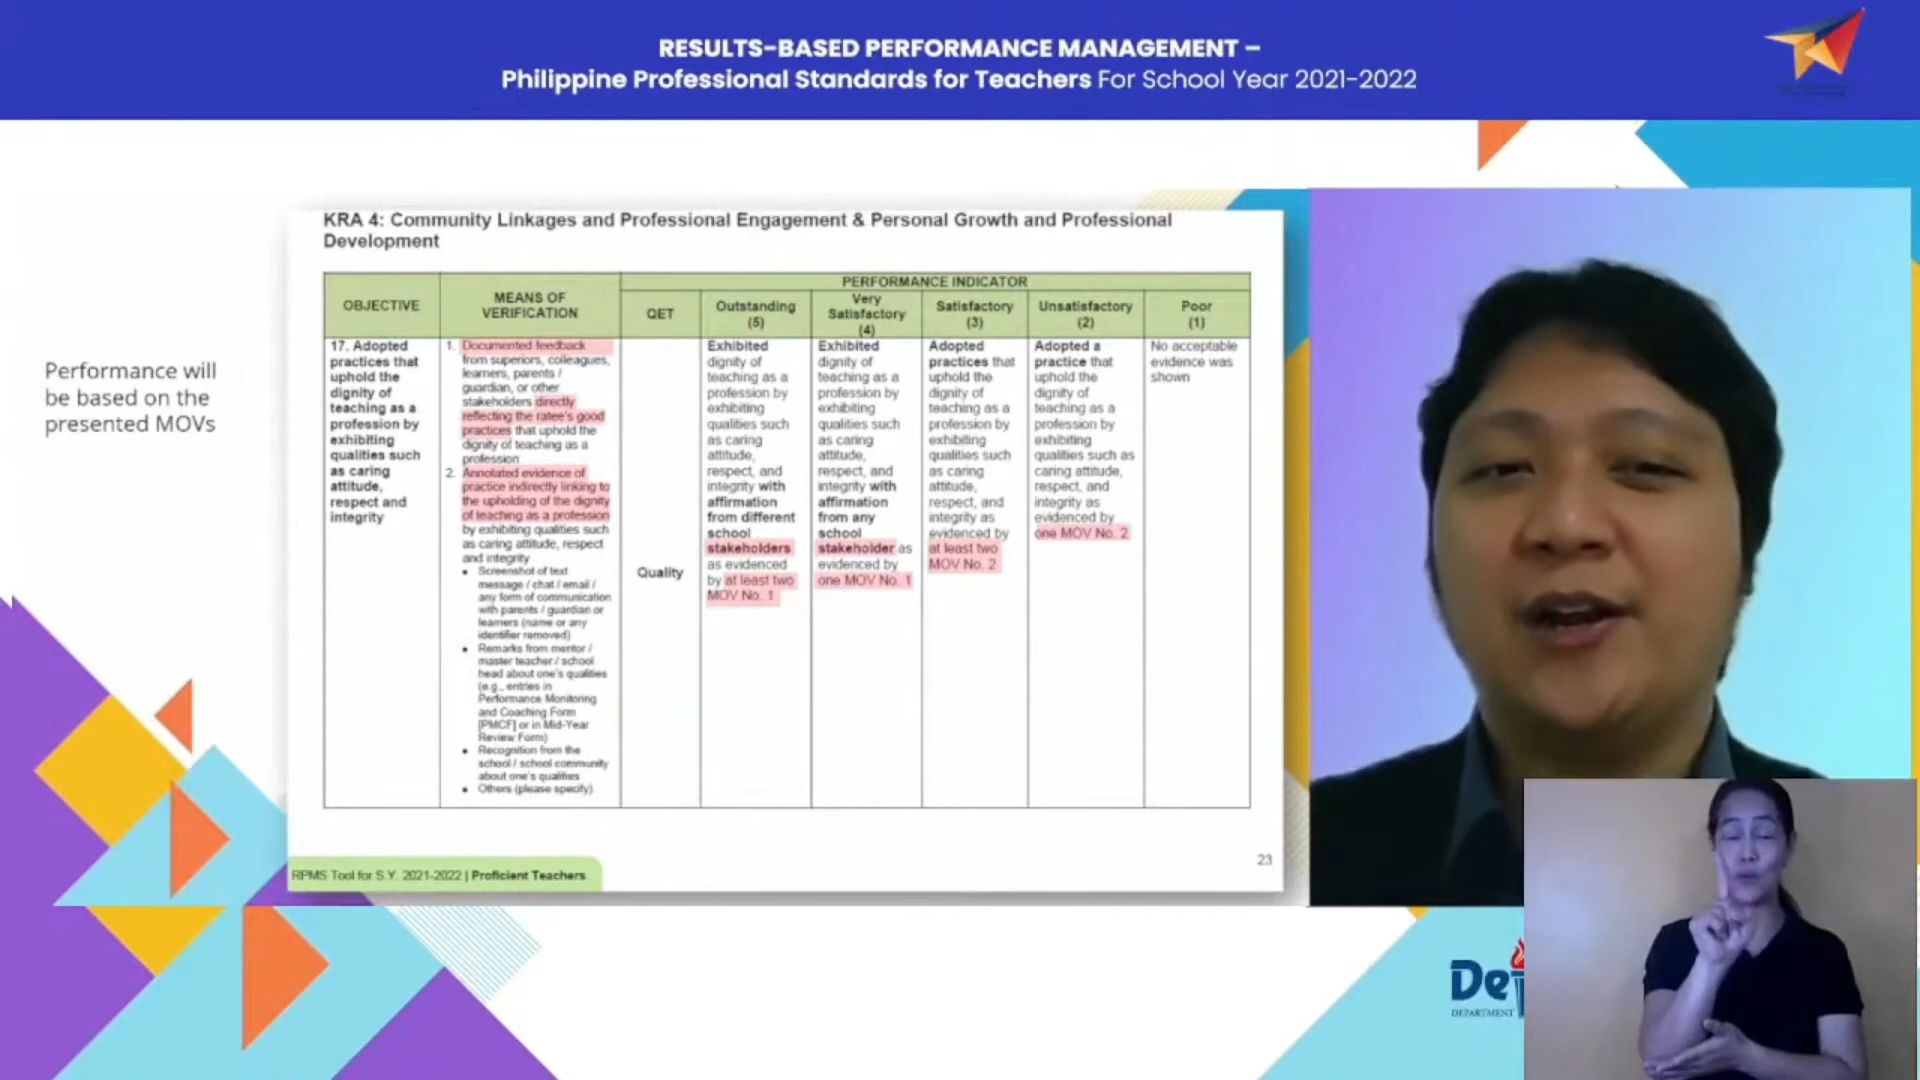 RESULTS-BASED PERFORMANCE MANAGEMENT –
Philippine Professional Standards for Teachers For School Year 2021-2022
Performance will
be based on the
presented MOVs
KRA 4: Community Linkages and Professional Engagement & Personal Growth and Professional
Development
OBJECTIVE
MEANS OF
VERIFICATION
PERFORMANCE INDICATOR
QET
Outstanding
(5)
Very
Satisfactory
(4)
Satisfactory
(3)
Unsatisfactory
(2)
Poor
(1)
17. Adopted
practices that
uphold the
dignity of
teaching as a
profession by
exhibiting
qualities such
as caring
attitude,
respect and
integrity
1. Documented feedback
from superiors, colleagues,
learners, parents /
guardian, or other
stakeholders directly
reflecting the ratee's good
practices that uphold the
dignity of teaching as a
profession
2. Annotated evidence of
practice indirectly linking to
the upholding of the dignity
of teaching as a profession
by exhibiting qualities such
as caring attitude, respect
and integrity
• Screenshot of text
message / chat / email /
any form of communication
with parents / guardian or
learners (name or any
identifier removed)
• Remarks from mentor /
master teacher / school
head about one's qualities
(e.g., entries in
Performance Monitoring
and Coaching Form
[PMCF] or in Mid-Year
Review Form)
• Recognition from the
school / school community
about one's qualities
• Others (please specify)
Quality
Exhibited
dignity of
teaching as a
profession by
exhibiting
qualities such
as caring
attitude,
respect, and
integrity with
affirmation
from different
school
stakeholders
as evidenced
by at least two
MOV No. 1
Exhibited
dignity of
teaching as a
profession by
exhibiting
qualities such
as caring
attitude,
respect, and
integrity with
affirmation
from any
school
stakeholder as
evidenced by
one MOV No. 1
Adopted
practices that
uphold the
dignity of
teaching as a
profession by
exhibiting
qualities such
as caring
attitude,
respect, and
integrity as
evidenced by
at least two
MOV No. 2
Adopted a
practice that
uphold the
dignity of
teaching as a
profession by
exhibiting
qualities such as
caring attitude,
respect, and
integrity as
evidenced by
one MOV No. 2
No acceptable
evidence was
shown
23
RPMS Tool for S.Y. 2021-2022 | Proficient Teachers
De
DEPARTMENT